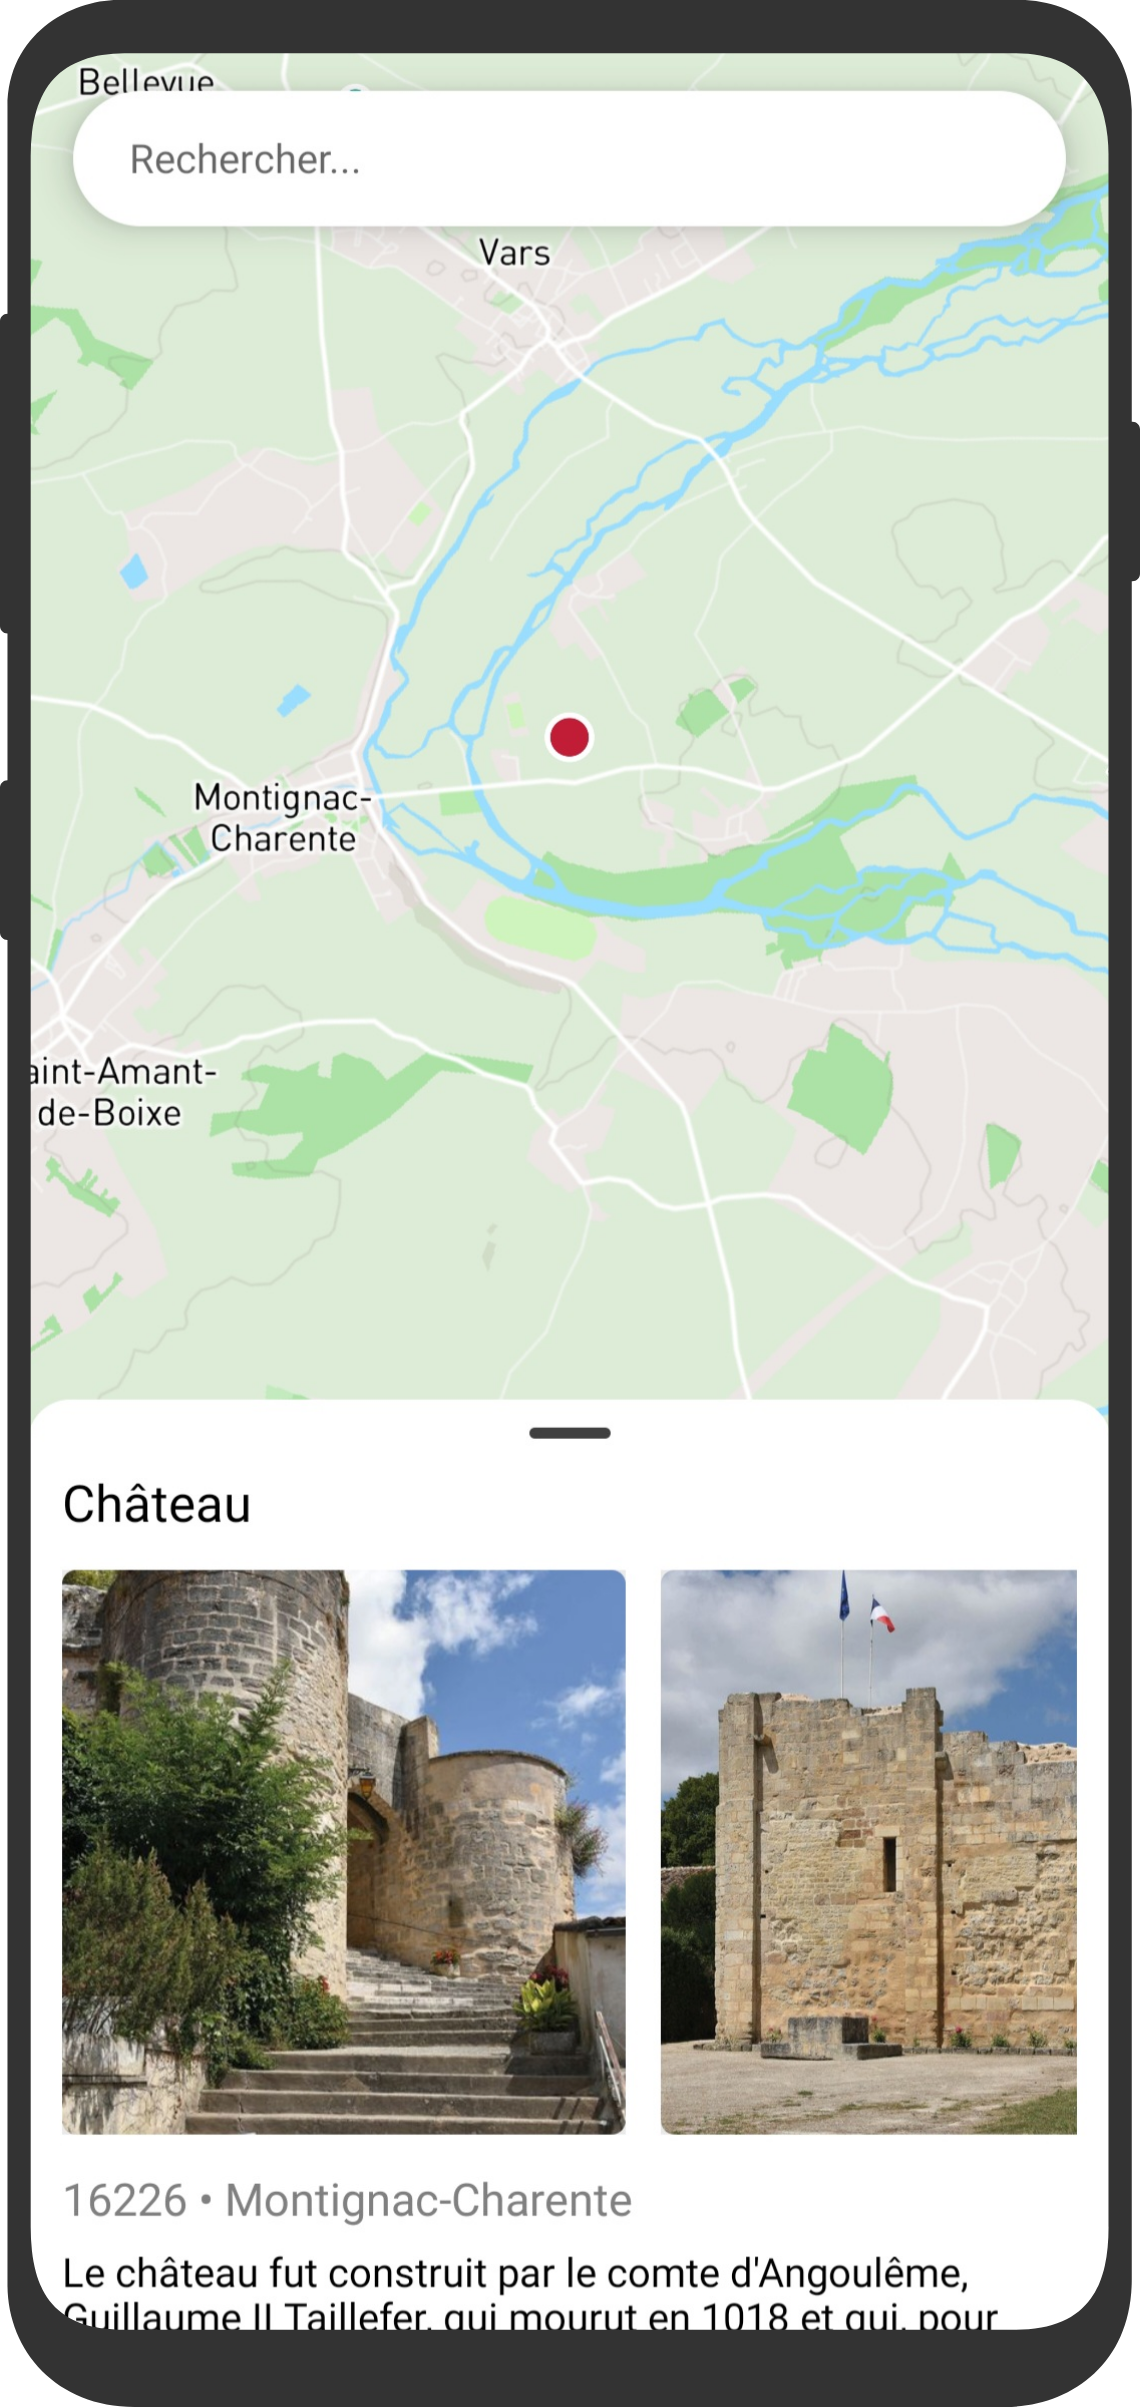 Bellevue
Rechercher...
Vars
Montignac-
Charente
aint-Amant-
de-Boixe
Château
16226 • Montignac-Charente
Le château fut construit par le comte d'Angoulême,
Guillaume II Taillefer, qui mourut en 1018 et qui, pour